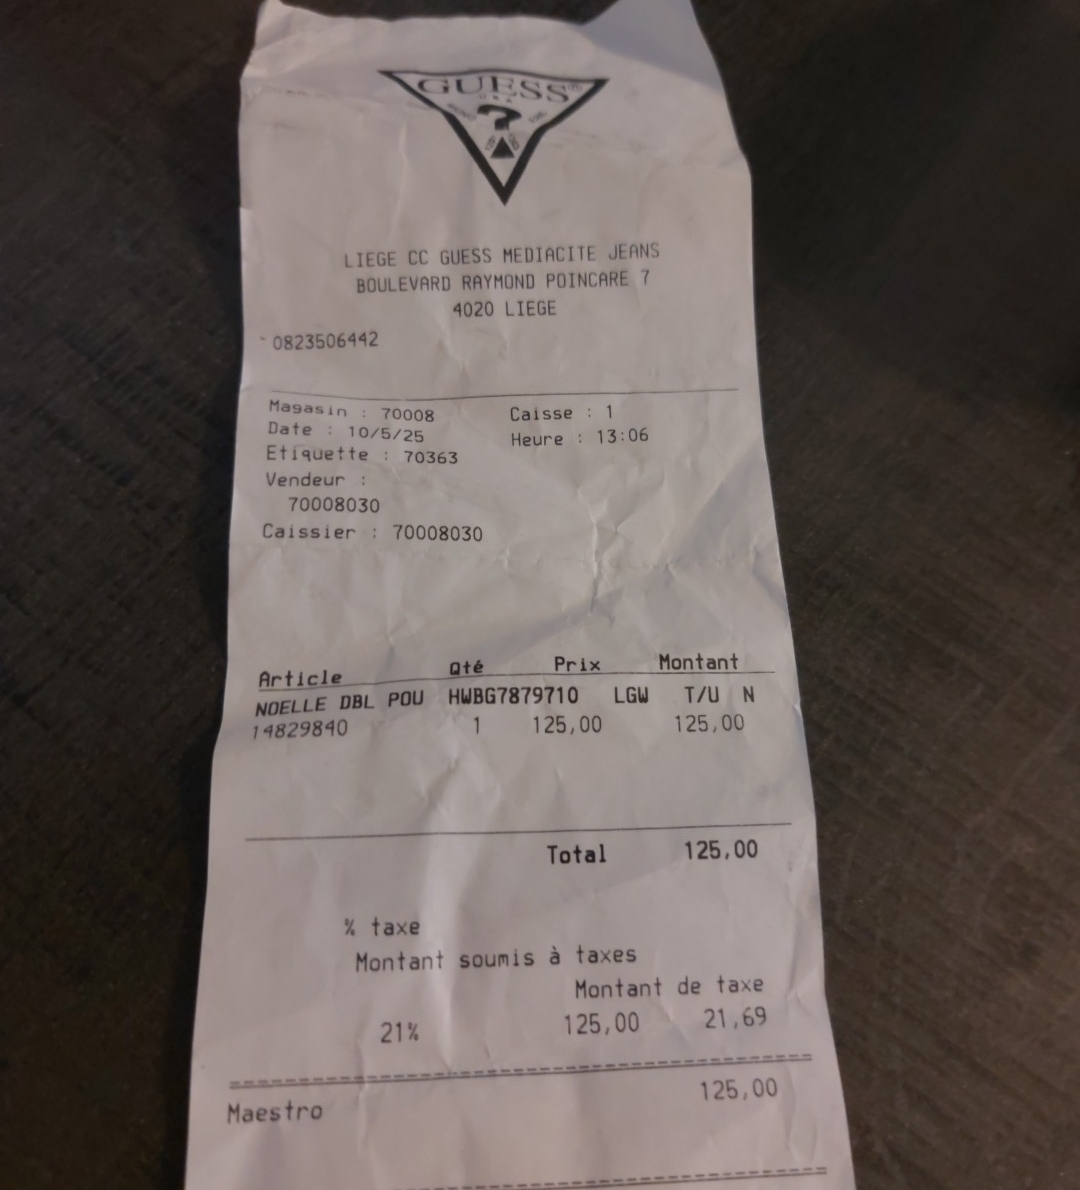 GUESS®
U.S.A.
?
LIEGE CC GUESS MEDIACITE JEANS
BOULEVARD RAYMOND POINCARE 7
4020 LIEGE
0823506442
Magasin : 70008 Caisse : 1
Date : 10/5/25 Heure : 13:06
Etiquette : 70363
Vendeur :
70008030
Caissier : 70008030
Article Qté Prix Montant
NOELLE DBL POU HWBG7879710 LGW T/U N
14829840 1 125,00 125,00
Total 125,00
% taxe
Montant soumis à taxes
Montant de taxe
21% 125,00 21,69
Maestro 125,00